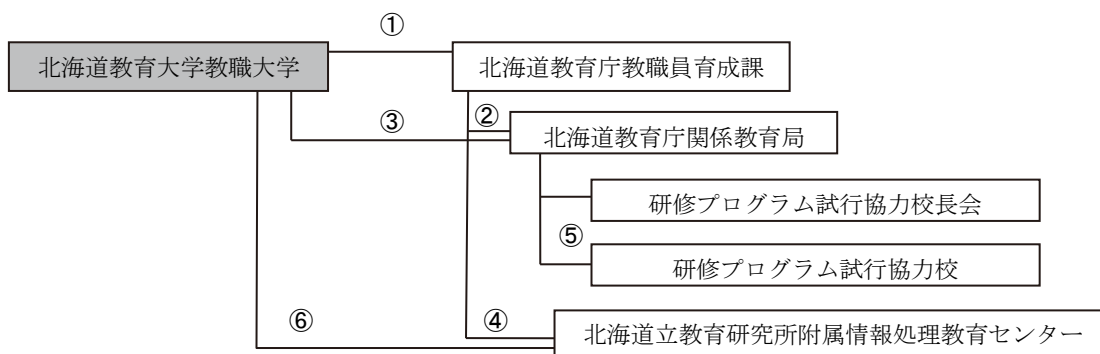 ①
北海道教育大学教職大学
北海道教育庁教職員育成課
②
③
北海道教育庁関係教育局
研修プログラム試行協力校長会
⑤
研修プログラム試行協力校
⑥
④
北海道立教育研究所附属情報処理教育センター